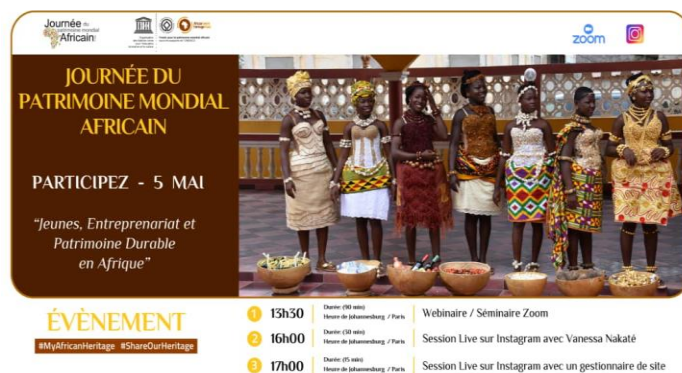 Journée du
patrimoine mondial
Africain
unesco
zoom
JOURNÉE DU
PATRIMOINE MONDIAL
AFRICAIN
PARTICIPEZ - 5 MAI
“Jeunes, Entreprenariat et
Patrimoine Durable
en Afrique”
ÉVÈNEMENT
#MyAfricanHeritage #ShareOurHeritage
1 13h30 Durée: (90 min) Heure de Johannesburg / Paris Webinaire / Séminaire Zoom
2 16h00 Durée: (30 min) Heure de Johannesburg / Paris Session Live sur Instagram avec Vanessa Nakaté
3 17h00 Durée: (15 min) Heure de Johannesburg / Paris Session Live sur Instagram avec un gestionnaire de site